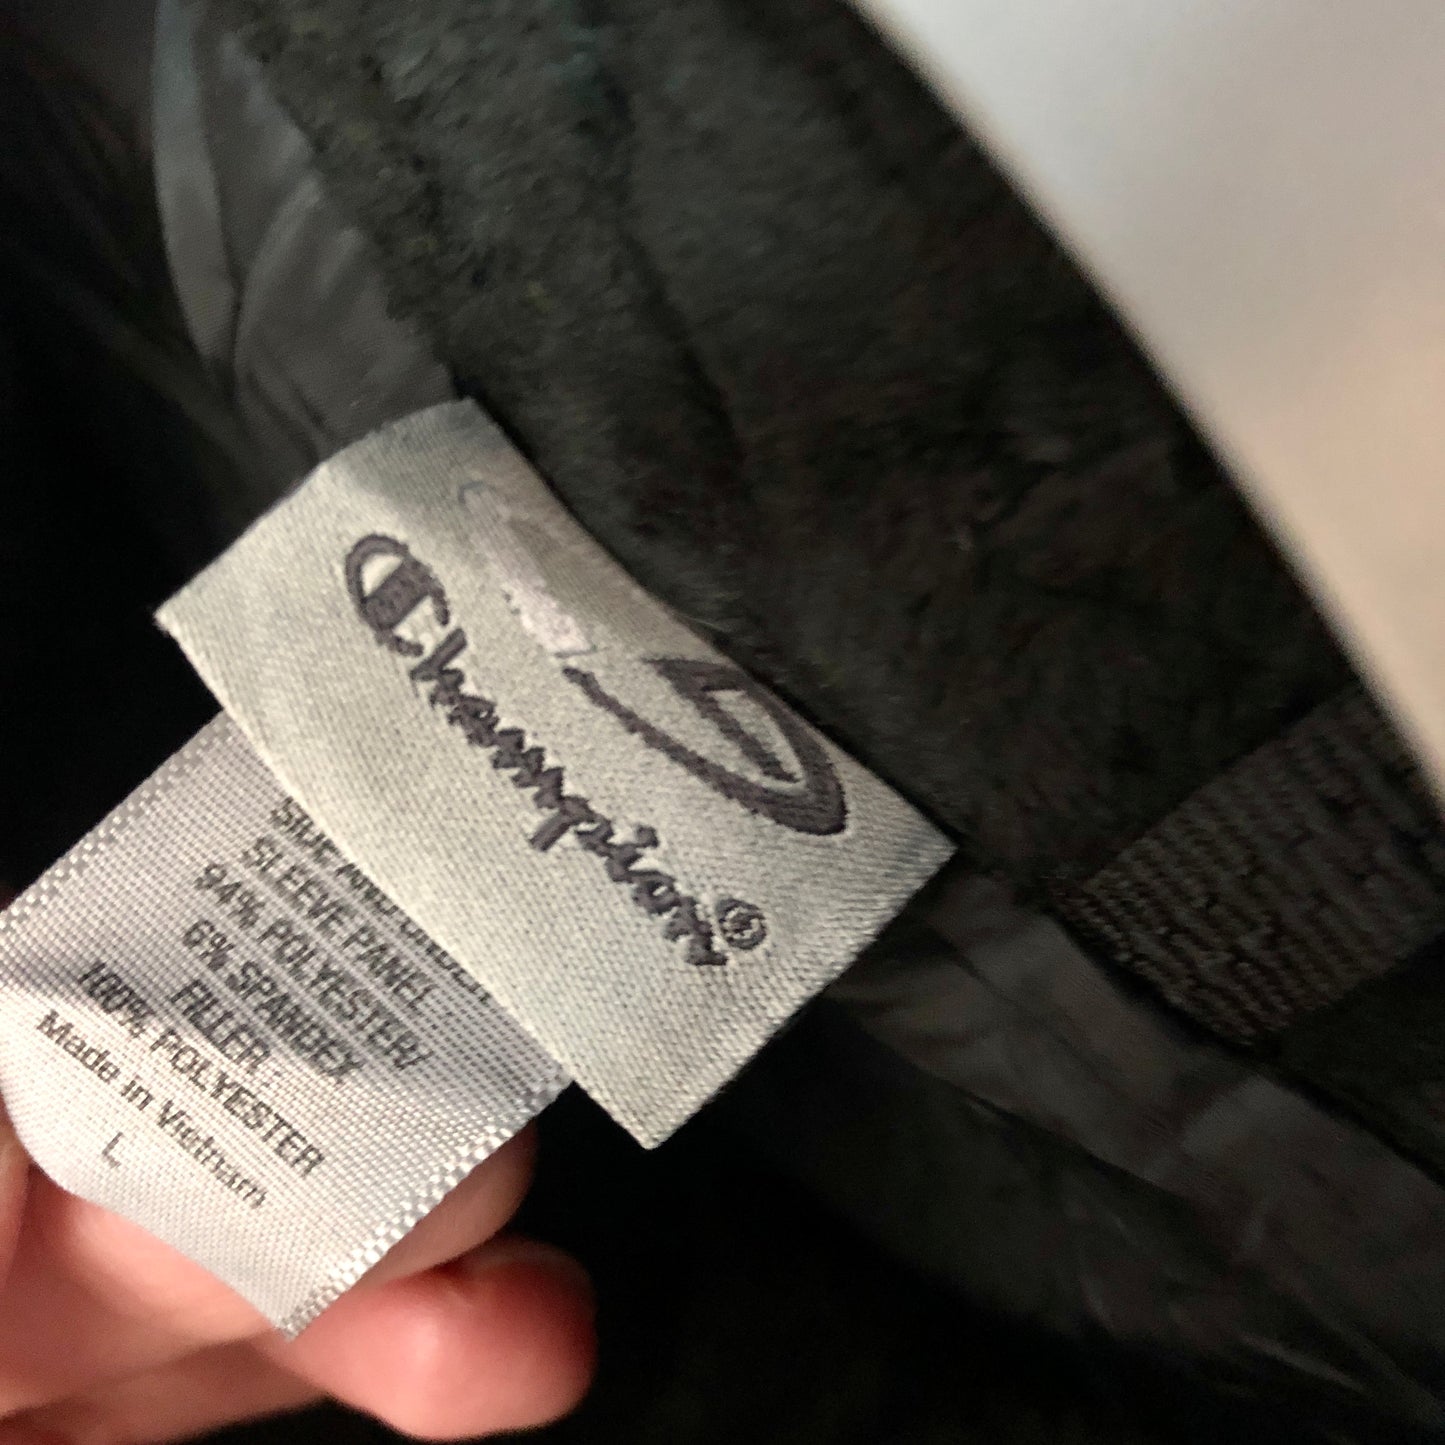 Champion®
SIDE AND UNDER
SLEEVE PANEL
94% POLYESTER/
6% SPANDEX
FILLER:
100% POLYESTER
Made in Vietnam
L